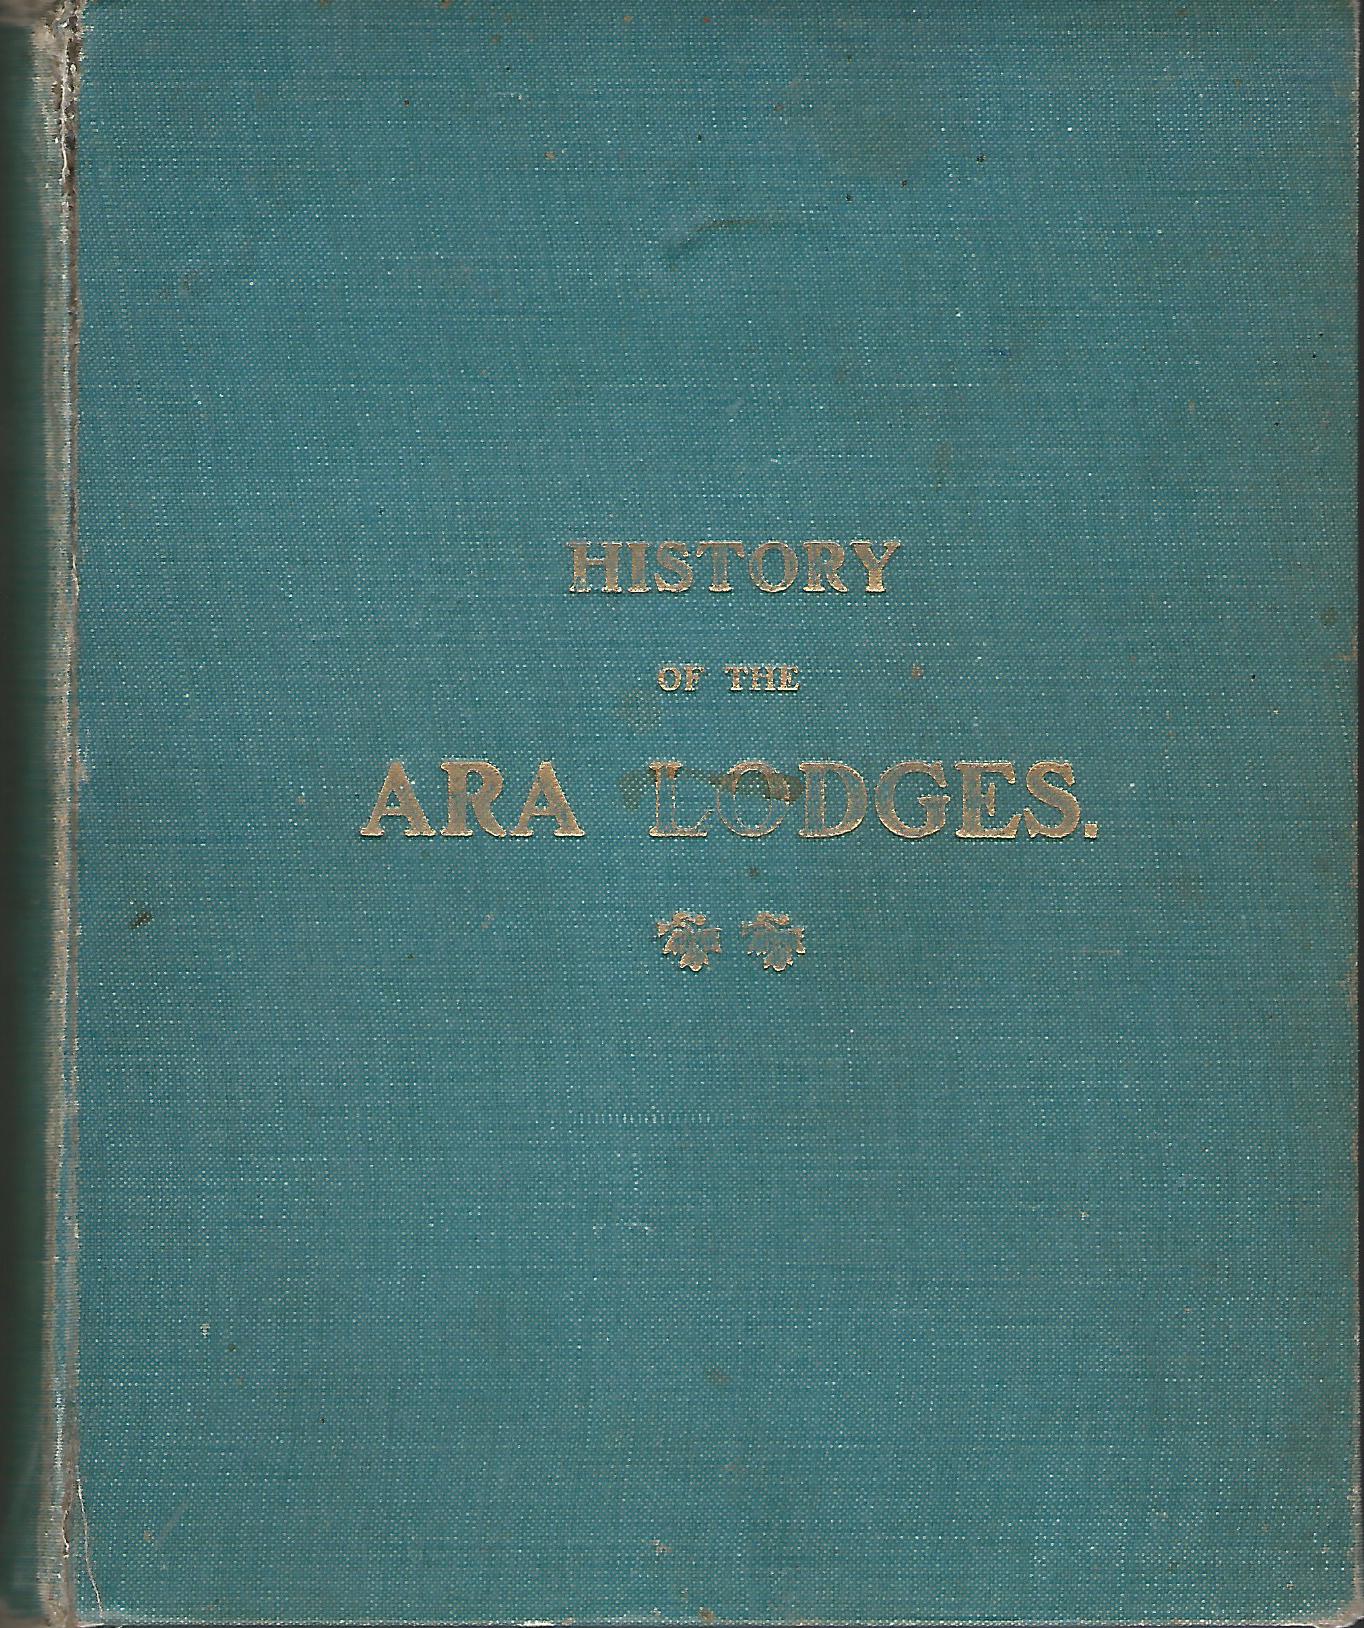 HISTORY
OF THE
ARA LODGES.